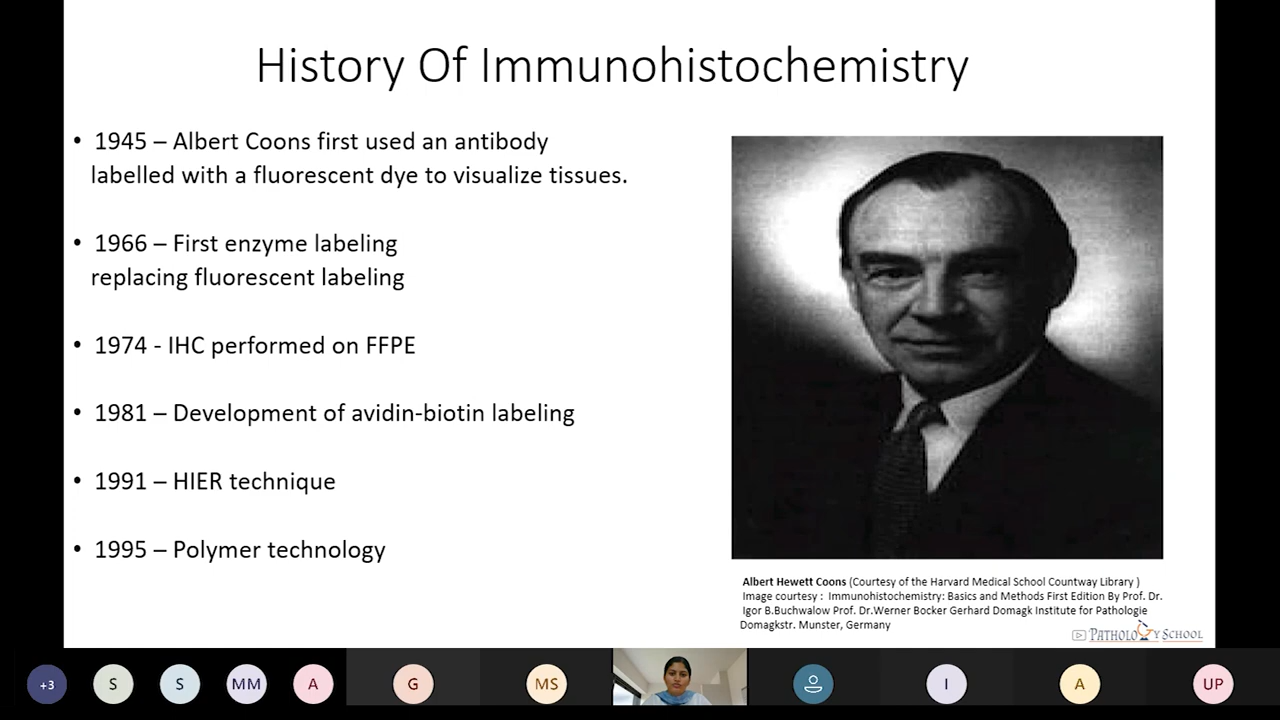 History Of Immunohistochemistry
• 1945 – Albert Coons first used an antibody
labelled with a fluorescent dye to visualize tissues.
• 1966 – First enzyme labeling
replacing fluorescent labeling
• 1974 - IHC performed on FFPE
• 1981 – Development of avidin-biotin labeling
• 1991 – HIER technique
• 1995 – Polymer technology
Albert Hewett Coons (Courtesy of the Harvard Medical School Countway Library )
Image courtesy : Immunohistochemistry: Basics and Methods First Edition By Prof. Dr.
Igor B.Buchwalow Prof. Dr.Werner Bocker Gerhard Domagk Institute for Pathologie
Domagkstr. Munster, Germany
PATHOLOGY SCHOOL
+3 S S MM A G MS I A UP